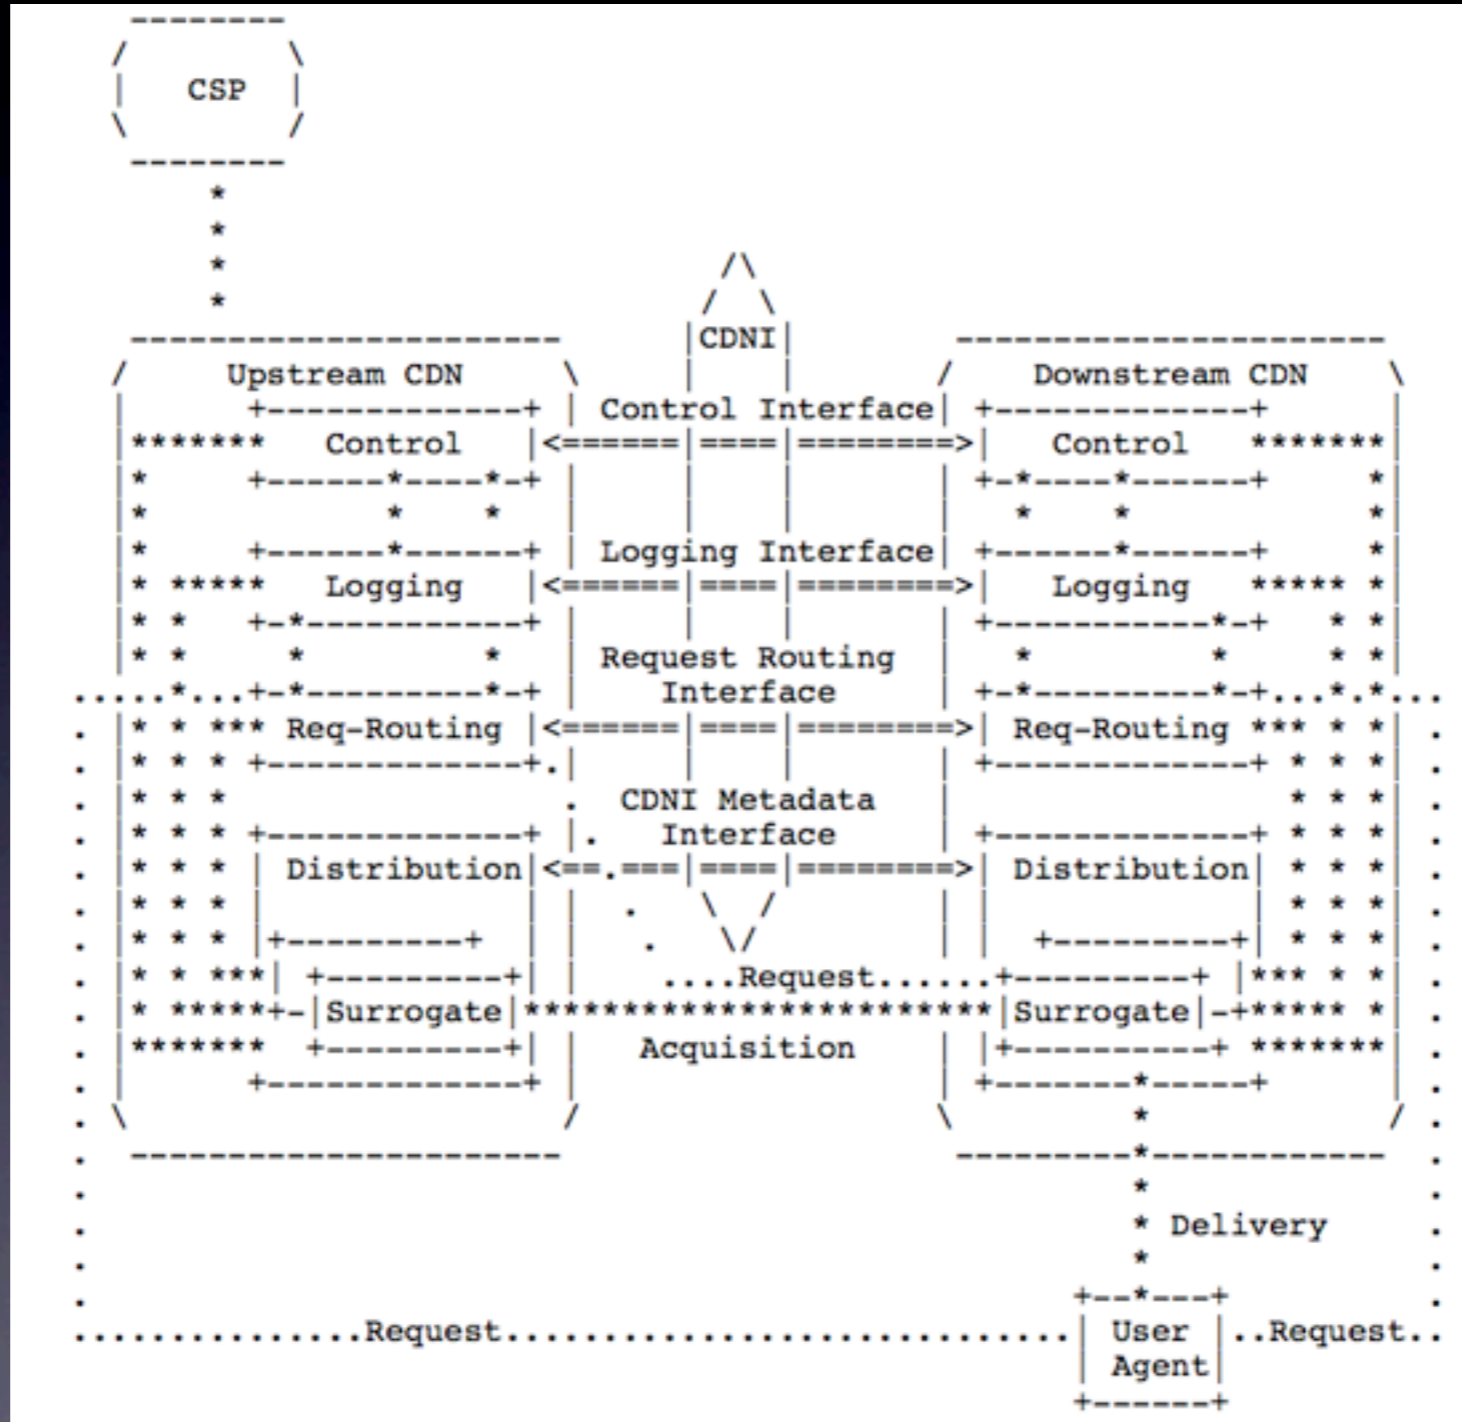 CSP
CDNI
Upstream CDN Downstream CDN
Control Interface
Control Control
Logging Interface
Logging Logging
Request Routing
Interface
Req-Routing Req-Routing
CDNI Metadata
Interface
Distribution Distribution
Request
Surrogate Surrogate
Acquisition
Delivery
Request User Request
Agent